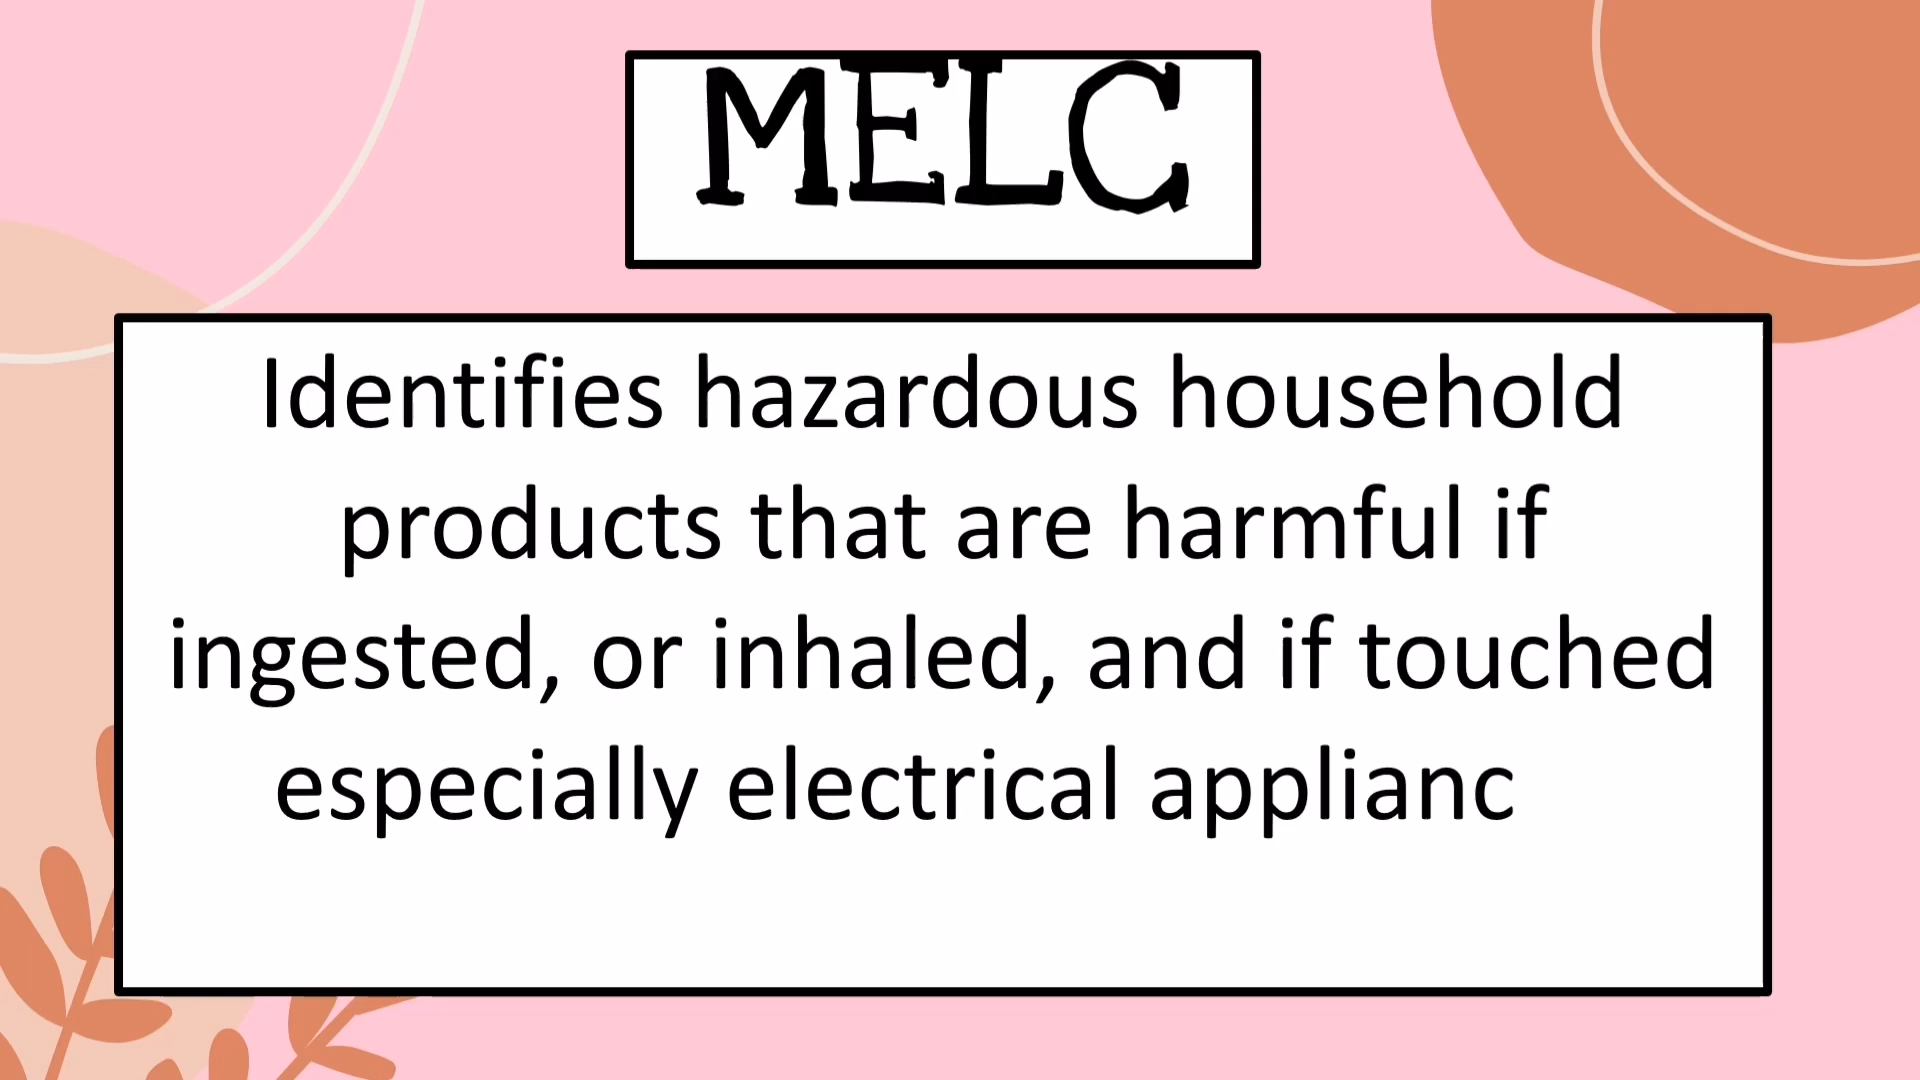 MELC
Identifies hazardous household
products that are harmful if
ingested, or inhaled, and if touched
especially electrical applianc